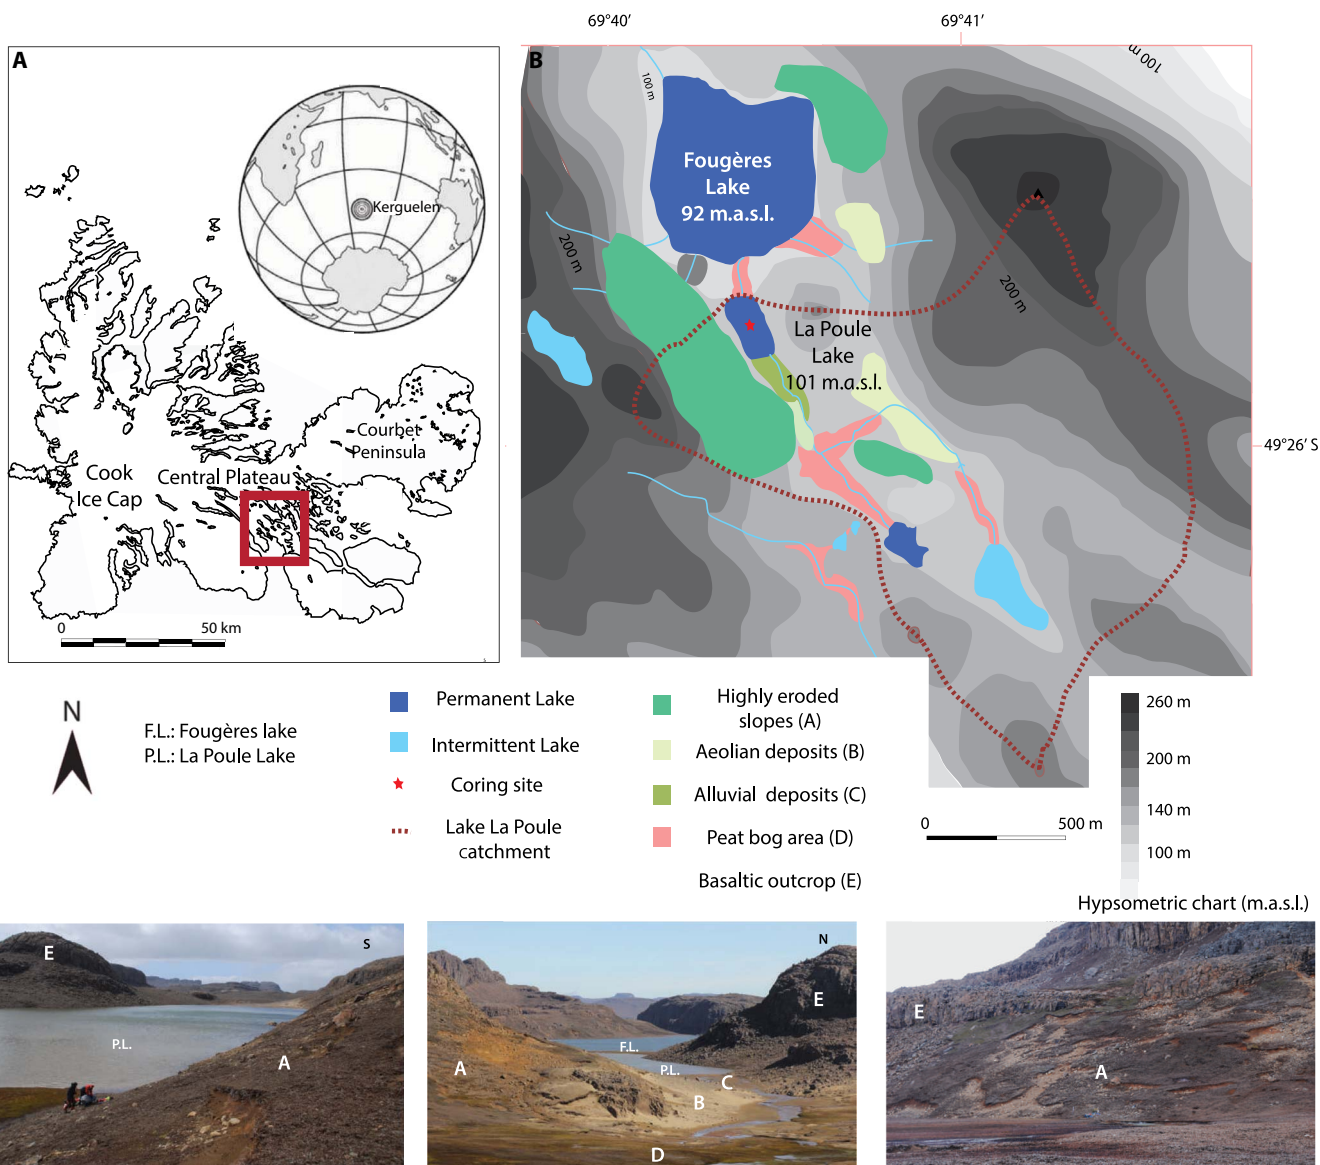 A
Kerguelen
Courbet
Peninsula
Cook
Ice Cap
Central Plateau
0
50 km
69°40′
69°41′
B
100 m
100 m
Fougères
Lake
92 m.a.s.l.
200 m
200 m
La Poule
Lake
101 m.a.s.l.
49°26′ S
N
F.L.: Fougères lake
P.L.: La Poule Lake
Permanent Lake
Intermittent Lake
Coring site
Lake La Poule
catchment
Highly eroded
slopes (A)
Aeolian deposits (B)
Alluvial deposits (C)
Peat bog area (D)
Basaltic outcrop (E)
0
500 m
260 m
200 m
140 m
100 m
Hypsometric chart (m.a.s.l.)
E
S
P.L.
A
N
E
A
F.L.
P.L.
C
B
D
E
A